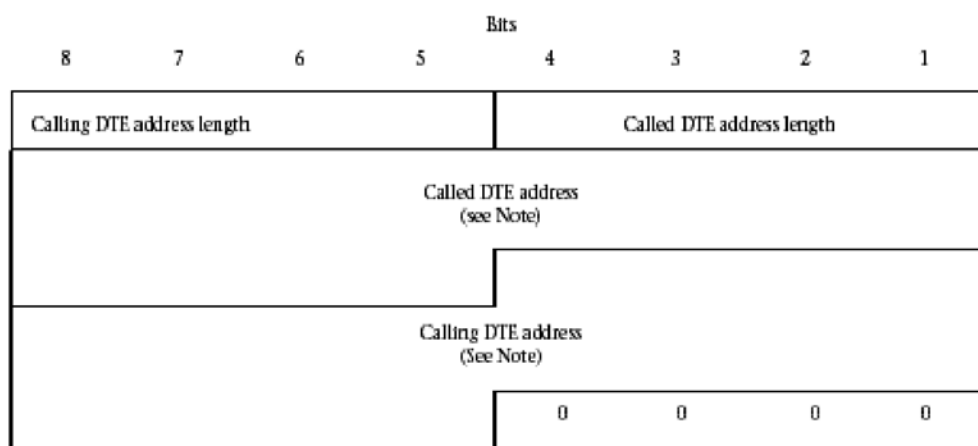 Bits
8 7 6 5 4 3 2 1
Calling DTE address length Called DTE address length
Called DTE address
(see Note)
Calling DTE address
(See Note)
0 0 0 0